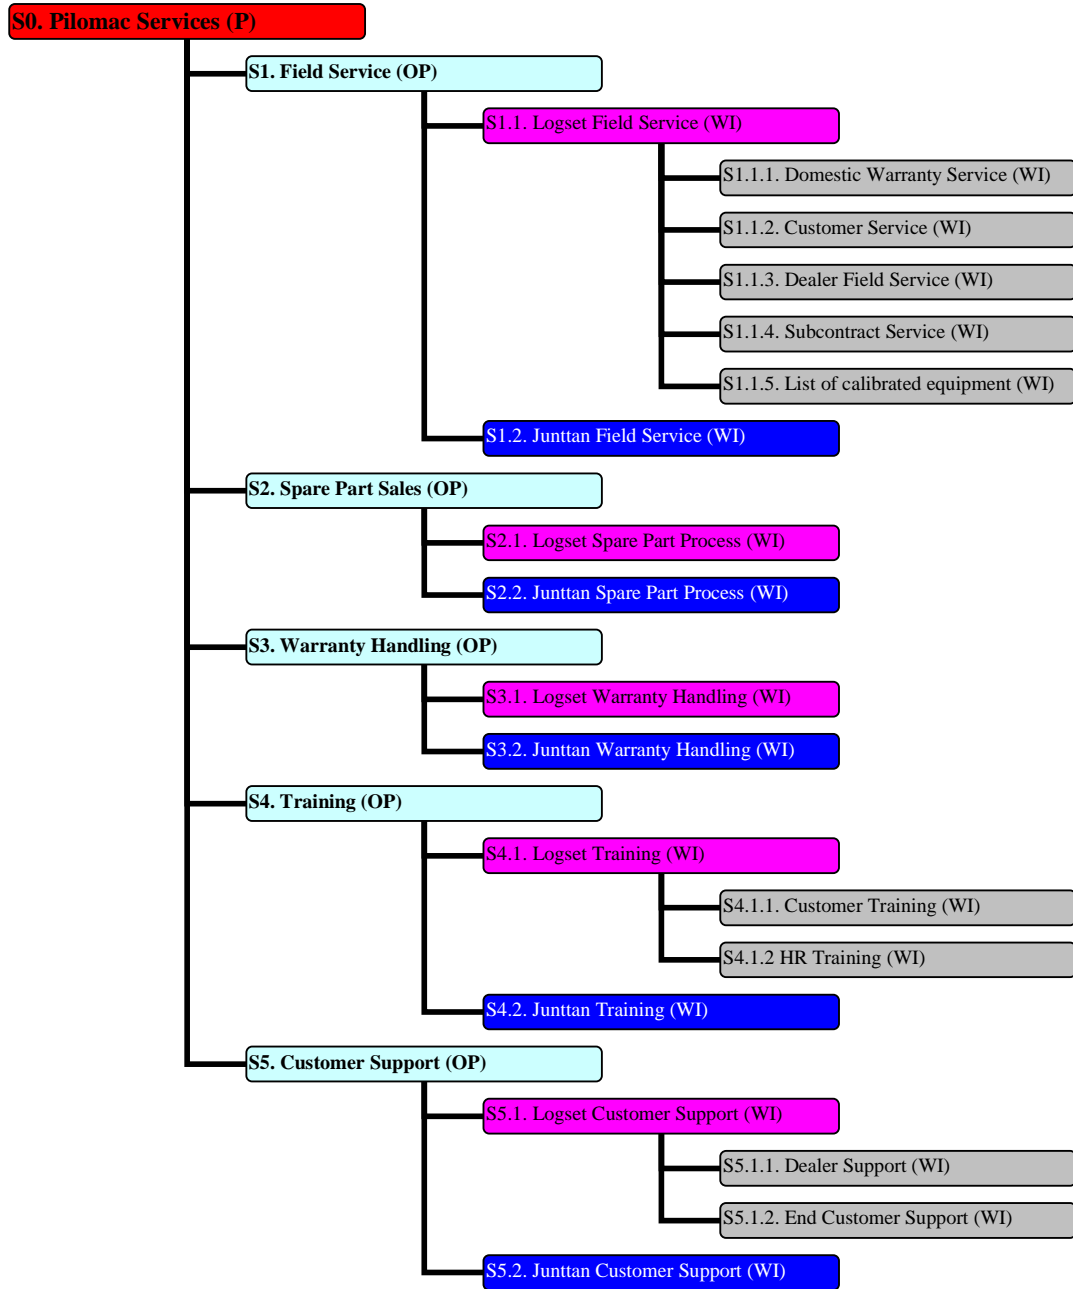 S0. Pilomac Services (P)
S1. Field Service (OP)
S1.1. Logset Field Service (WI)
S1.1.1. Domestic Warranty Service (WI)
S1.1.2. Customer Service (WI)
S1.1.3. Dealer Field Service (WI)
S1.1.4. Subcontract Service (WI)
S1.1.5. List of calibrated equipment (WI)
S1.2. Junttan Field Service (WI)
S2. Spare Part Sales (OP)
S2.1. Logset Spare Part Process (WI)
S2.2. Junttan Spare Part Process (WI)
S3. Warranty Handling (OP)
S3.1. Logset Warranty Handling (WI)
S3.2. Junttan Warranty Handling (WI)
S4. Training (OP)
S4.1. Logset Training (WI)
S4.1.1. Customer Training (WI)
S4.1.2 HR Training (WI)
S4.2. Junttan Training (WI)
S5. Customer Support (OP)
S5.1. Logset Customer Support (WI)
S5.1.1. Dealer Support (WI)
S5.1.2. End Customer Support (WI)
S5.2. Junttan Customer Support (WI)